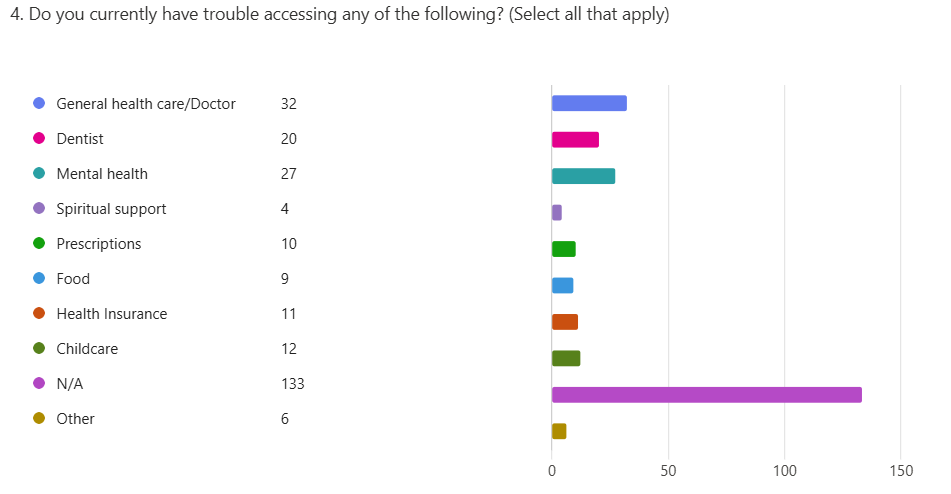 4. Do you currently have trouble accessing any of the following? (Select all that apply)
General health care/Doctor 32
Dentist 20
Mental health 27
Spiritual support 4
Prescriptions 10
Food 9
Health Insurance 11
Childcare 12
N/A 133
Other 6
0 50 100 150